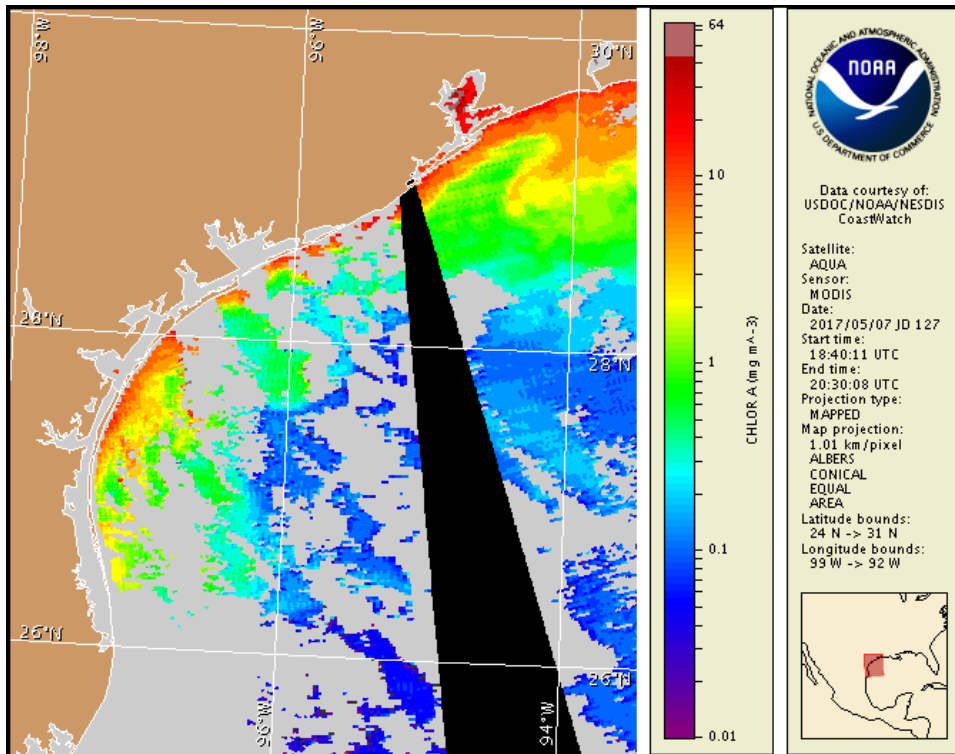 98°W
96°W
30°N
28°N
28°N
26°N
26°N
96°W
94°W
64
10
1
0.1
0.01
CHLOR A (mg m^-3)
NATIONAL OCEANIC AND ATMOSPHERIC ADMINISTRATION
NOAA
U.S. DEPARTMENT OF COMMERCE
Data courtesy of:
USDOC/NOAA/NESDIS
CoastWatch
Satellite:
AQUA
Sensor:
MODIS
Date:
2017/05/07 JD 127
Start time:
18:40:11 UTC
End time:
20:30:08 UTC
Projection type:
MAPPED
Map projection:
1.01 km/pixel
ALBERS
CONICAL
EQUAL
AREA
Latitude bounds:
24 N -> 31 N
Longitude bounds:
99 W -> 92 W